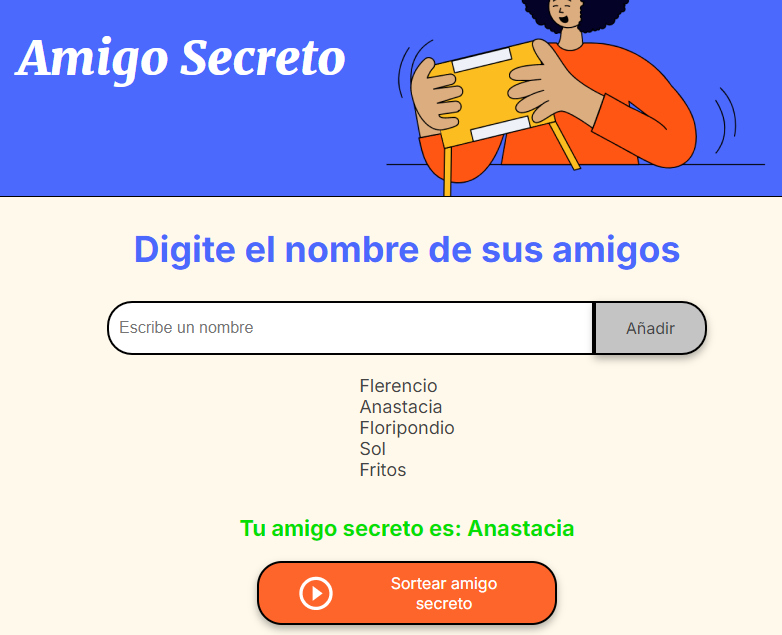 Amigo Secreto
Digite el nombre de sus amigos
Escribe un nombre
Añadir
Flerencio
Anastacia
Floripondio
Sol
Fritos
Tu amigo secreto es: Anastacia
Sortear amigo
secreto